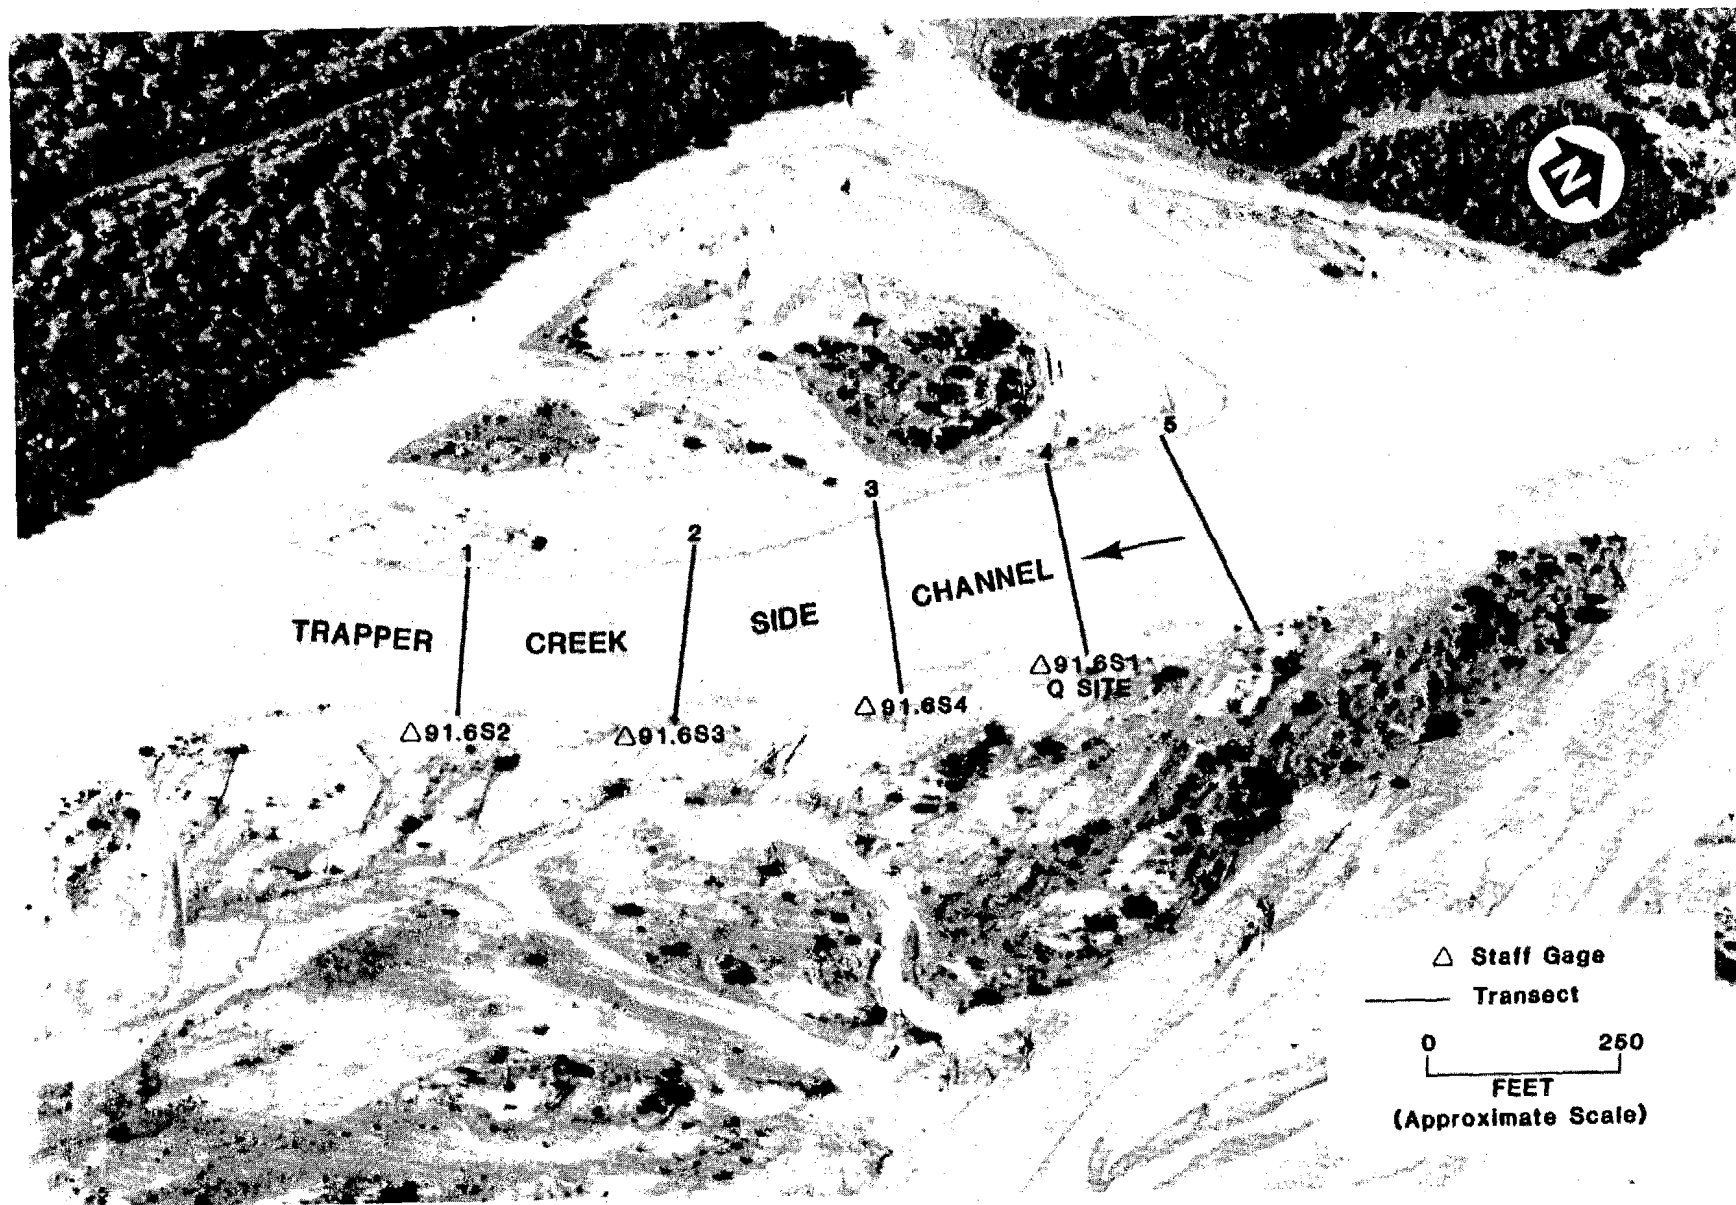 N
5
4
3
2
1
TRAPPER CREEK SIDE CHANNEL
△91.6S1
Q SITE
△91.6S4
△91.6S3
△91.6S2
△ Staff Gage
Transect
0 250
FEET
(Approximate Scale)